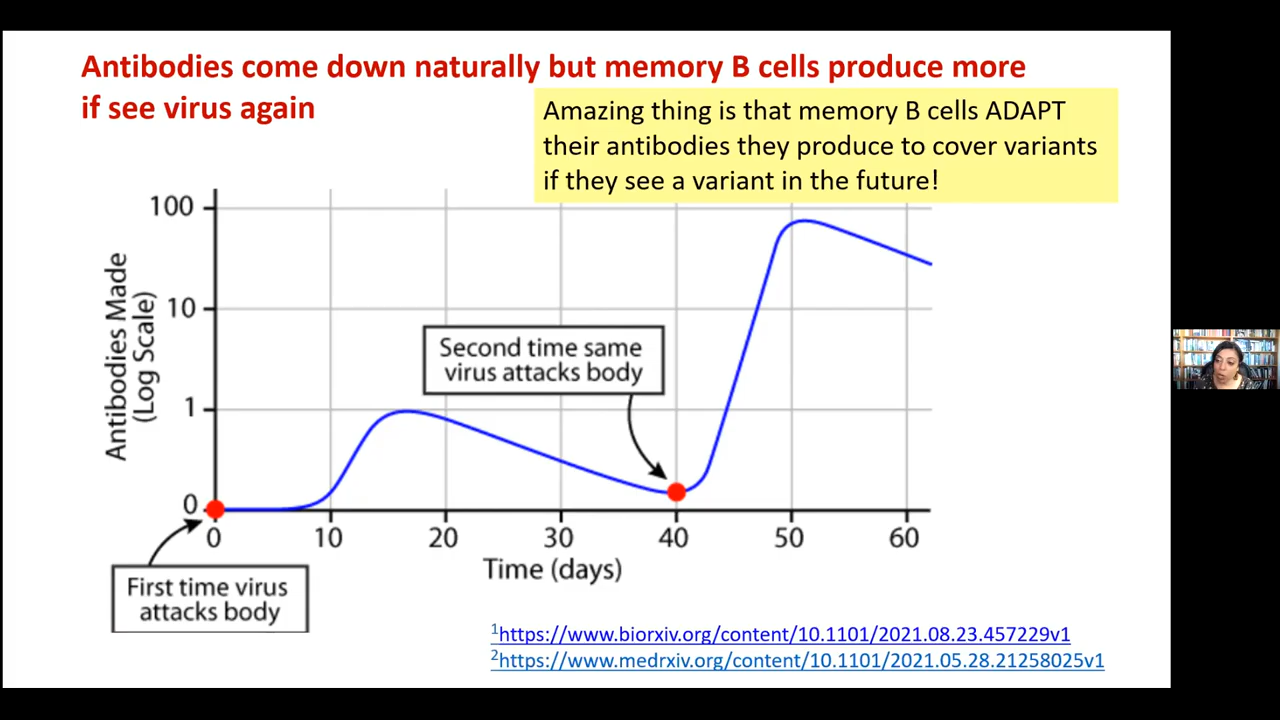 Antibodies come down naturally but memory B cells produce more
if see virus again
Amazing thing is that memory B cells ADAPT
their antibodies they produce to cover variants
if they see a variant in the future!
Antibodies Made
(Log Scale)
100
10
1
0
Second time same
virus attacks body
0 10 20 30 40 50 60
Time (days)
First time virus
attacks body
1https://www.biorxiv.org/content/10.1101/2021.08.23.457229v1
2https://www.medrxiv.org/content/10.1101/2021.05.28.21258025v1